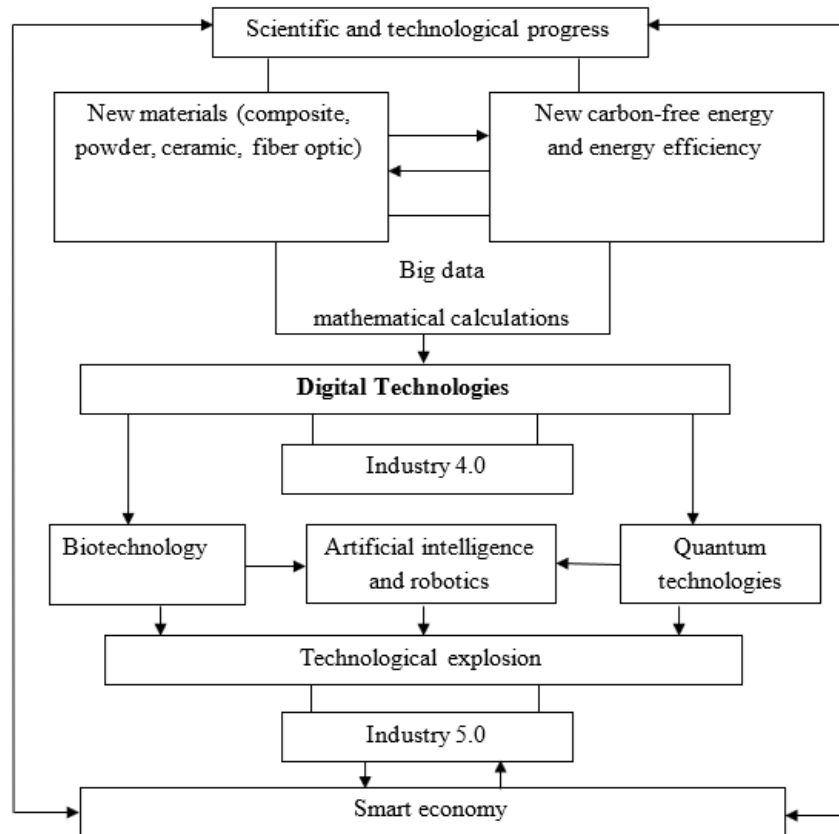 Scientific and technological progress
New materials (composite,
powder, ceramic, fiber optic)
New carbon-free energy
and energy efficiency
Big data
mathematical calculations
Digital Technologies
Industry 4.0
Biotechnology
Artificial intelligence
and robotics
Quantum
technologies
Technological explosion
Industry 5.0
Smart economy